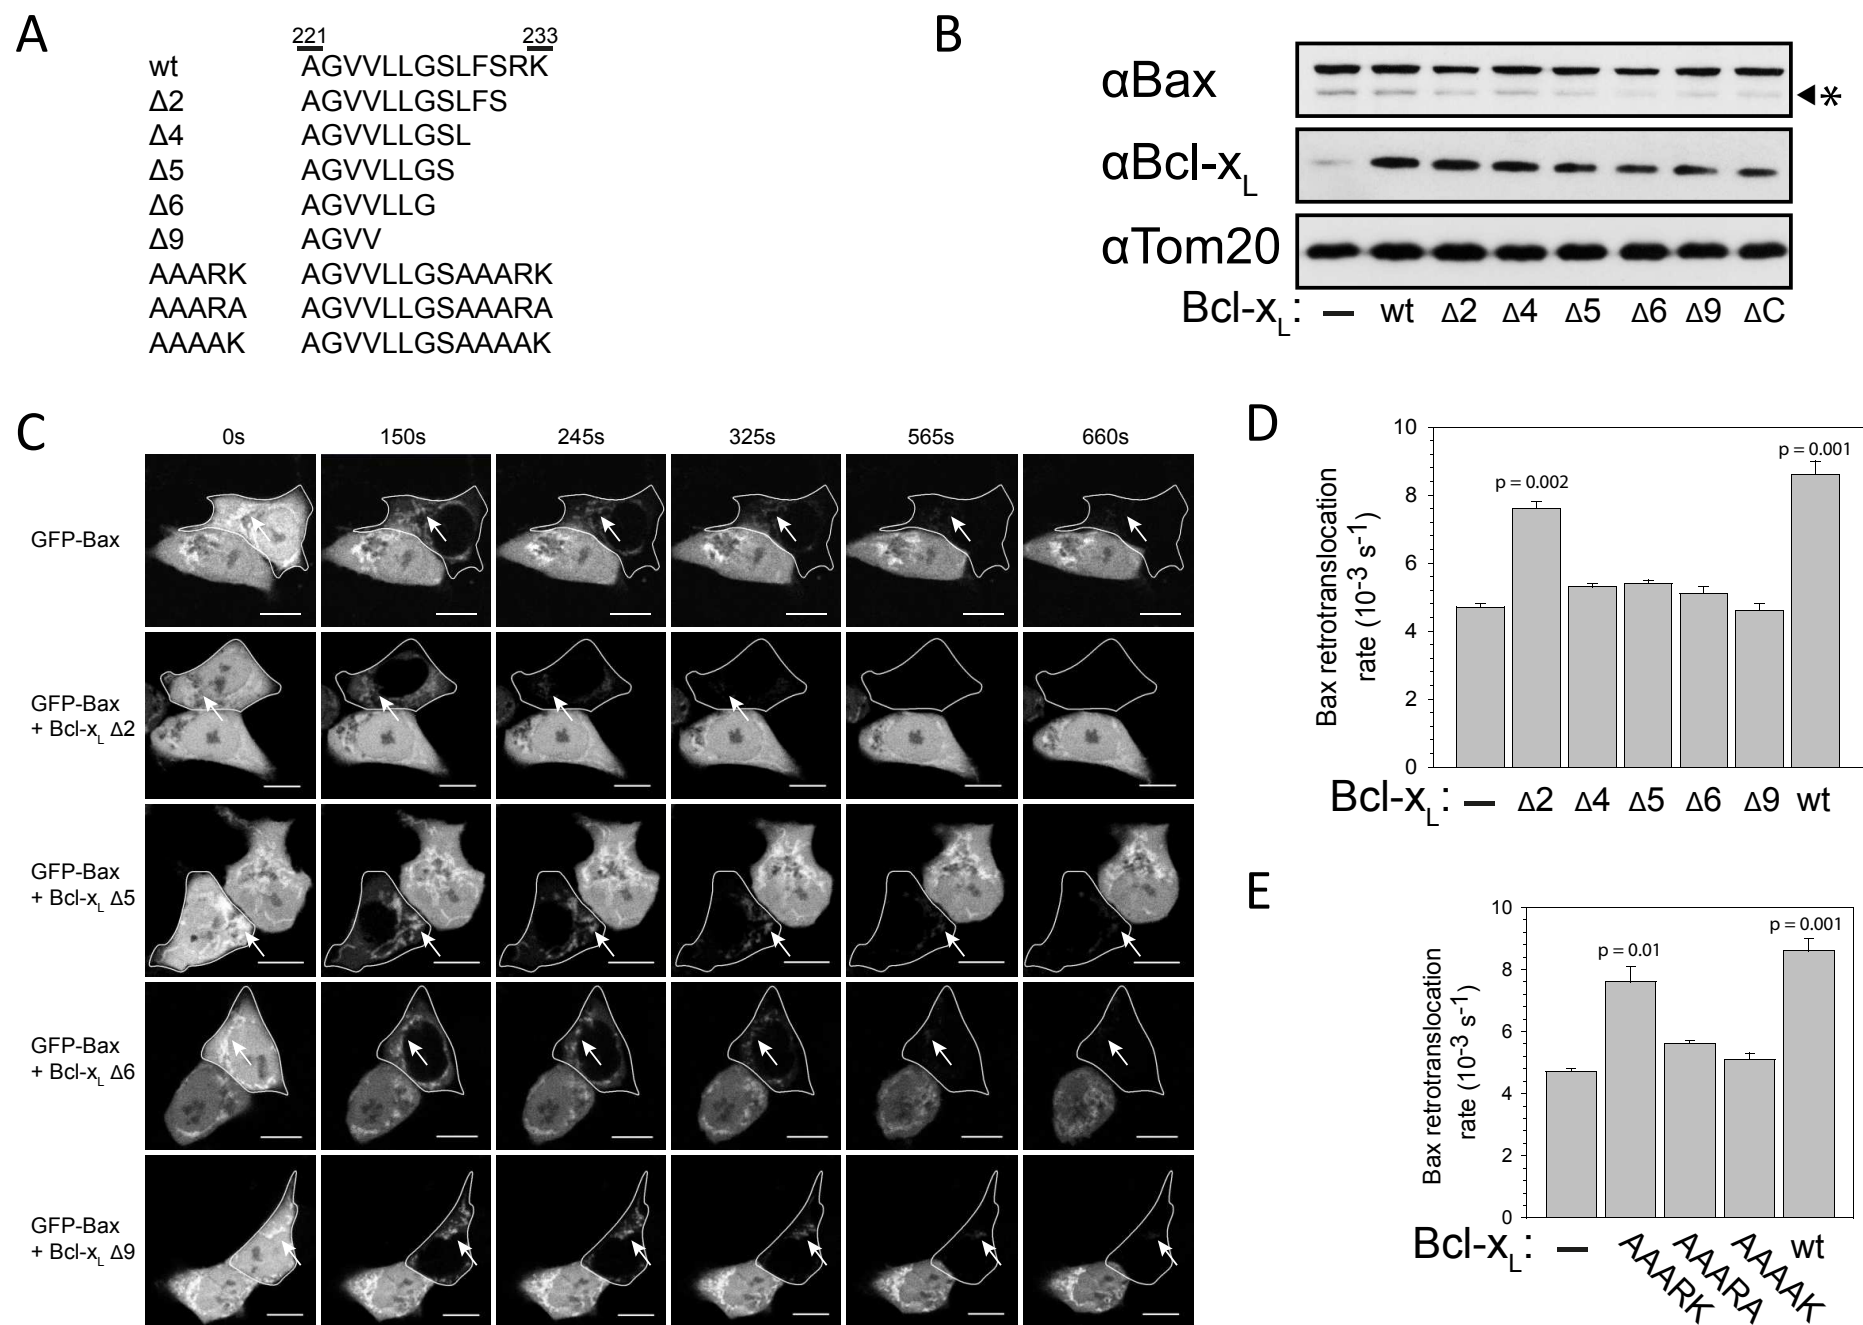 A
221 233
wt AGVVLLGSLFSRK
Δ2 AGVVLLGSLFS
Δ4 AGVVLLGSL
Δ5 AGVVLLGS
Δ6 AGVVLLG
Δ9 AGVV
AAARK AGVVLLGSAAARK
AAARA AGVVLLGSAAARA
AAAAK AGVVLLGSAAAAK
B
αBax
*
αBcl-xL
αTom20
Bcl-xL: — wt Δ2 Δ4 Δ5 Δ6 Δ9 ΔC
C
0s 150s 245s 325s 565s 660s
GFP-Bax
GFP-Bax
+ Bcl-xL Δ2
GFP-Bax
+ Bcl-xL Δ5
GFP-Bax
+ Bcl-xL Δ6
GFP-Bax
+ Bcl-xL Δ9
D
Bax retrotranslocation
rate (10-3 s-1)
10
8
6
4
2
0
p = 0.002
p = 0.001
Bcl-xL: — Δ2 Δ4 Δ5 Δ6 Δ9 wt
E
Bax retrotranslocation
rate (10-3 s-1)
10
8
6
4
2
0
p = 0.01
p = 0.001
Bcl-xL: — AAARK AAARA AAAAK wt